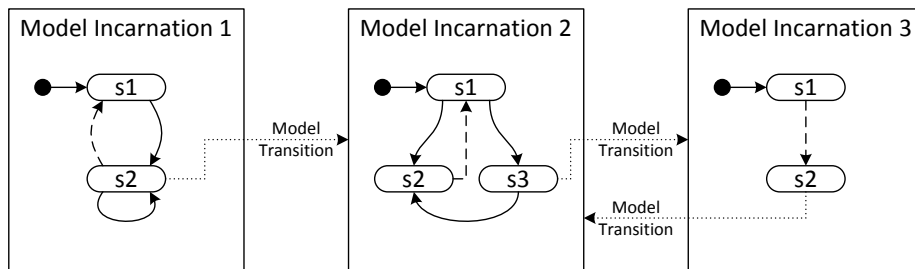 Model Incarnation 1
s1
s2
Model
Transition
Model Incarnation 2
s1
s2
s3
Model
Transition
Model
Transition
Model Incarnation 3
s1
s2